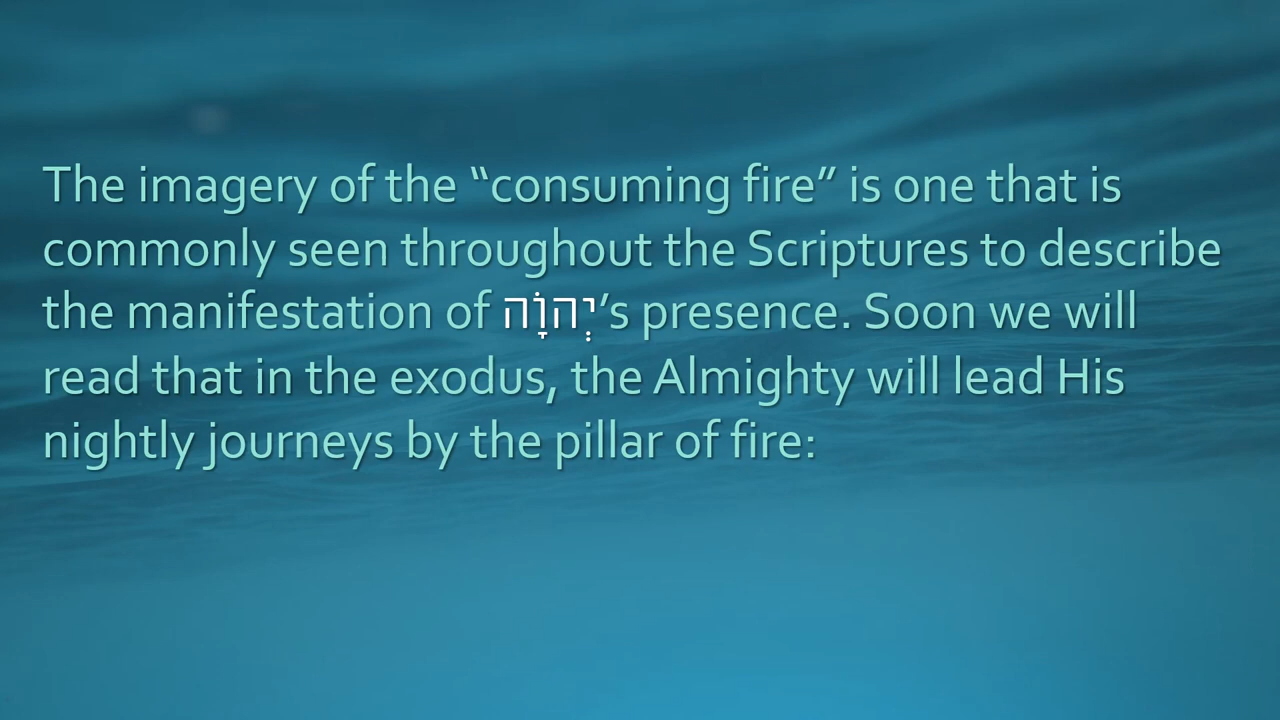 The imagery of the “consuming fire” is one that is
commonly seen throughout the Scriptures to describe
the manifestation of יְהוָֹה’s presence. Soon we will
read that in the exodus, the Almighty will lead His
nightly journeys by the pillar of fire: